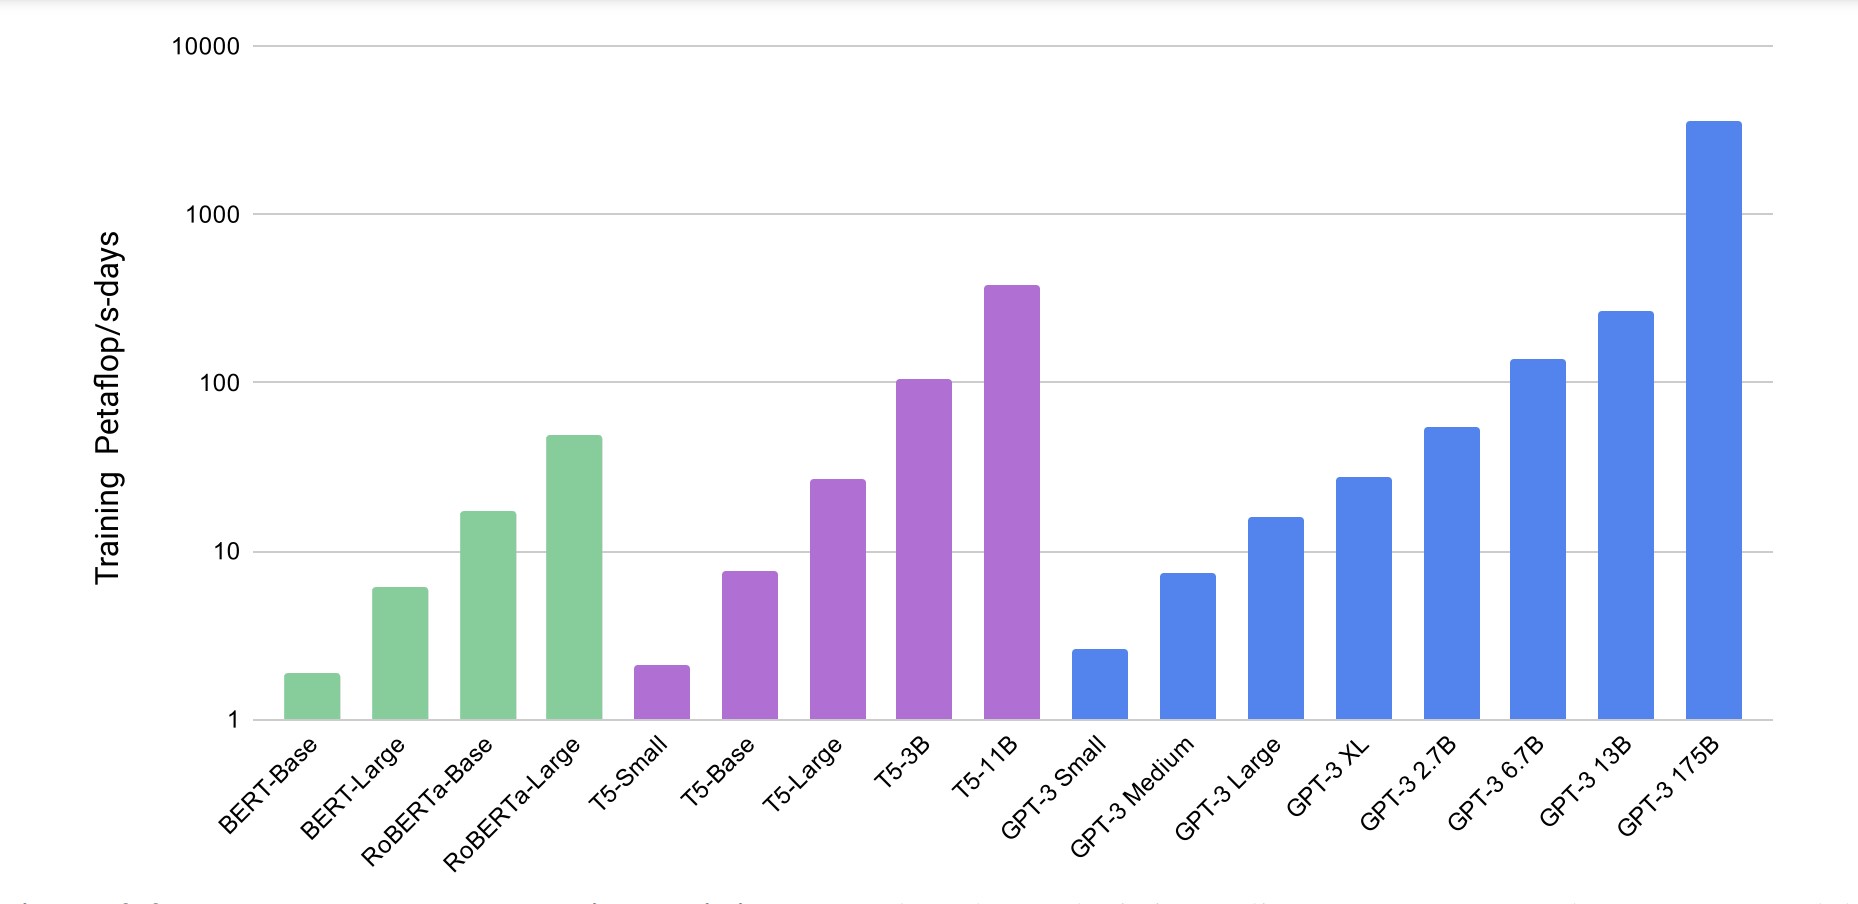 10000
1000
100
10
1
Training Petaflop/s-days
BERT-Base
BERT-Large
RoBERTa-Base
RoBERTa-Large
T5-Small
T5-Base
T5-Large
T5-3B
T5-11B
GPT-3 Small
GPT-3 Medium
GPT-3 Large
GPT-3 XL
GPT-3 2.7B
GPT-3 6.7B
GPT-3 13B
GPT-3 175B